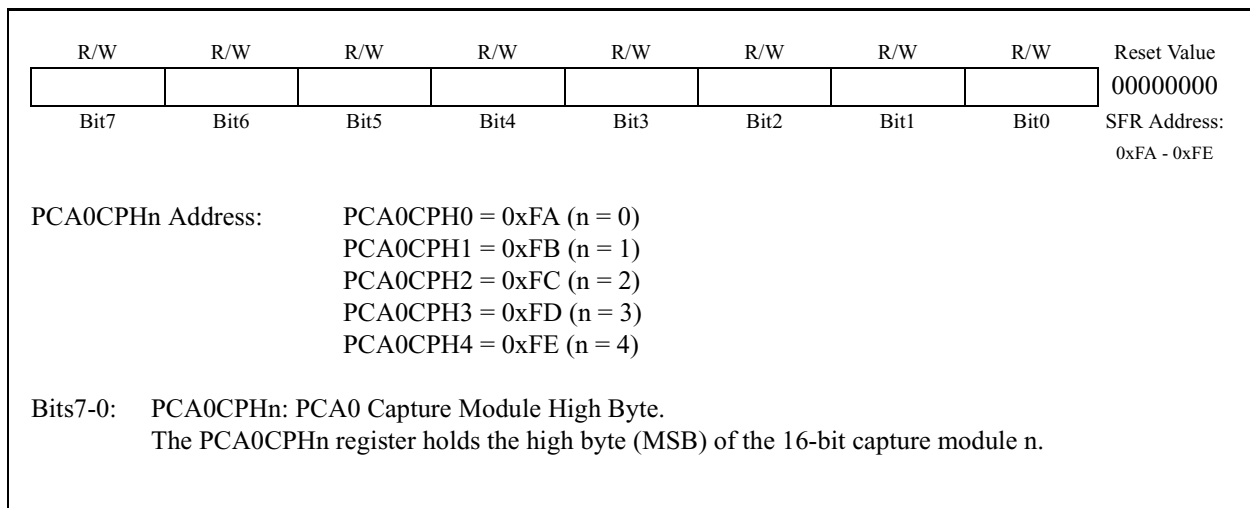 R/W R/W R/W R/W R/W R/W R/W R/W Reset Value
00000000
Bit7 Bit6 Bit5 Bit4 Bit3 Bit2 Bit1 Bit0 SFR Address:
0xFA - 0xFE
PCA0CPHn Address: PCA0CPH0 = 0xFA (n = 0)
PCA0CPH1 = 0xFB (n = 1)
PCA0CPH2 = 0xFC (n = 2)
PCA0CPH3 = 0xFD (n = 3)
PCA0CPH4 = 0xFE (n = 4)
Bits7-0: PCA0CPHn: PCA0 Capture Module High Byte.
The PCA0CPHn register holds the high byte (MSB) of the 16-bit capture module n.